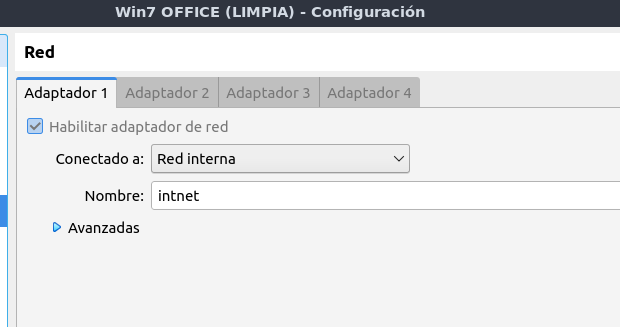 Win7 OFFICE (LIMPIA) - Configuración
Red
Adaptador 1 Adaptador 2 Adaptador 3 Adaptador 4
Habilitar adaptador de red
Conectado a: Red interna
Nombre: intnet
Avanzadas